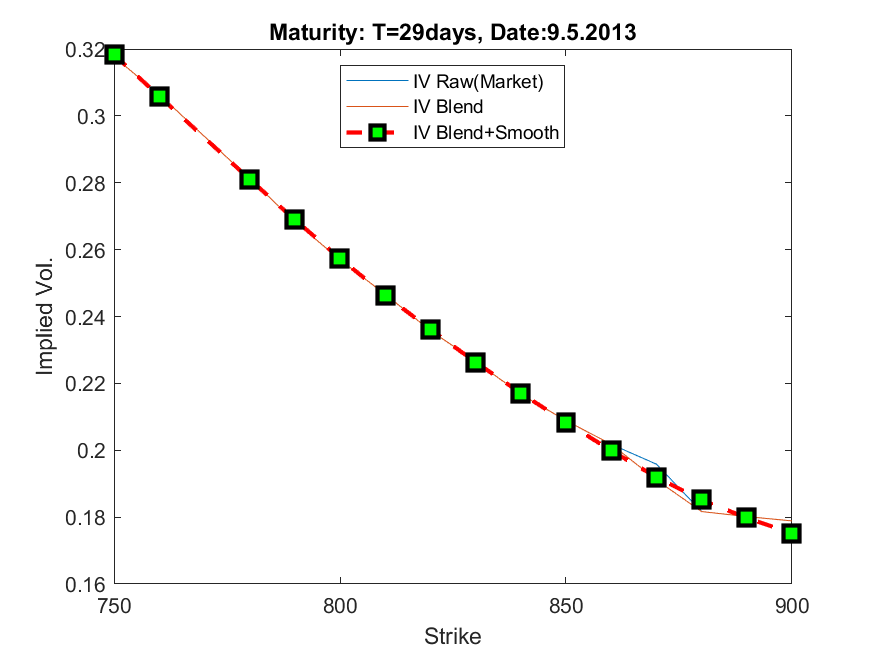 Maturity: T=29days, Date:9.5.2013
IV Raw(Market)
IV Blend
IV Blend+Smooth
Implied Vol.
0.32
0.3
0.28
0.26
0.24
0.22
0.2
0.18
0.16
750
800
850
900
Strike